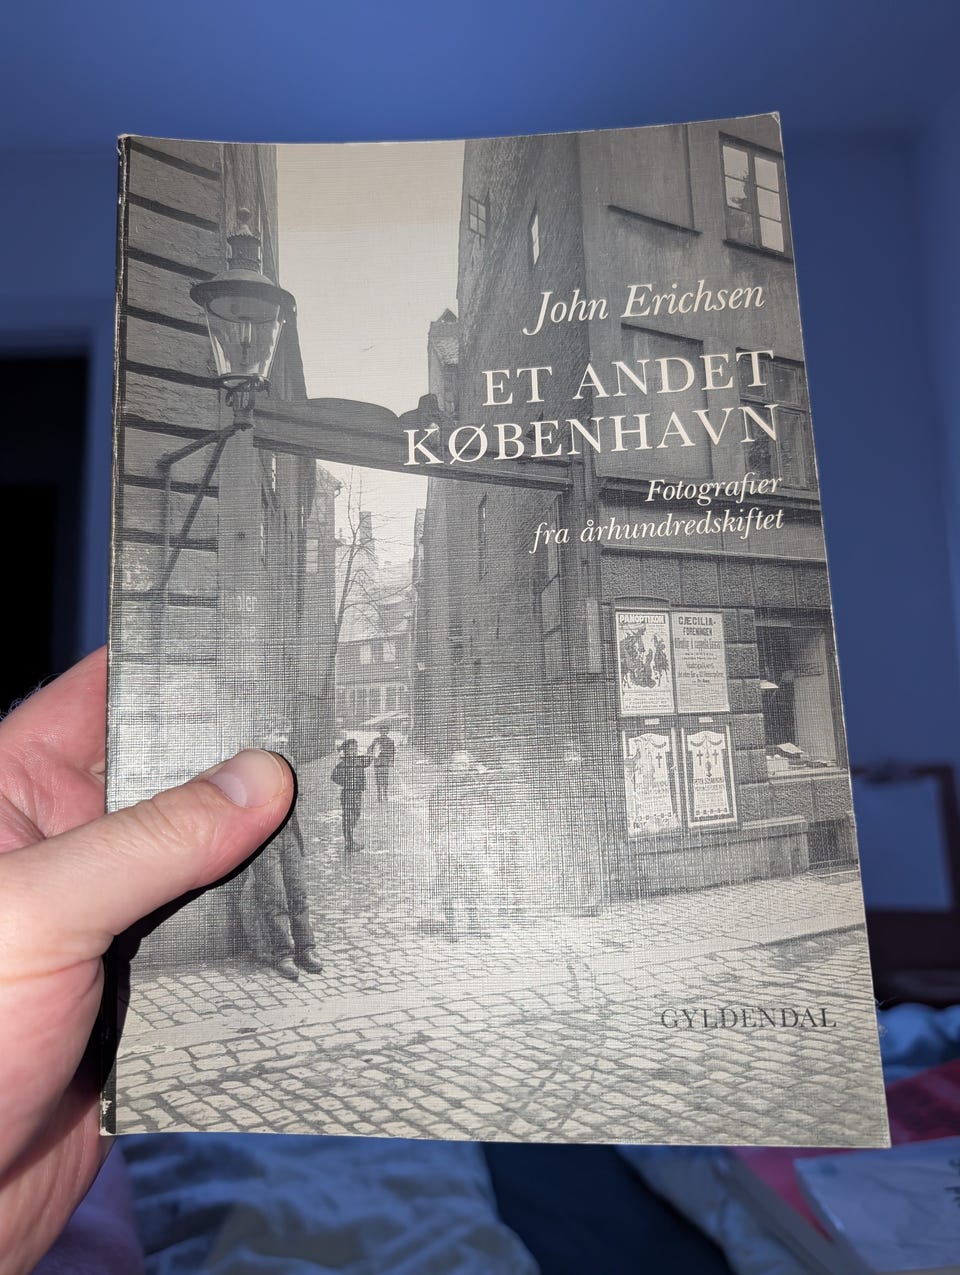 John Erichsen
ET ANDET
KØBENHAVN
Fotografier
fra århundredskiftet
PANOPTIKON
CÆCILIA-
FORENINGEN
GYLDENDAL